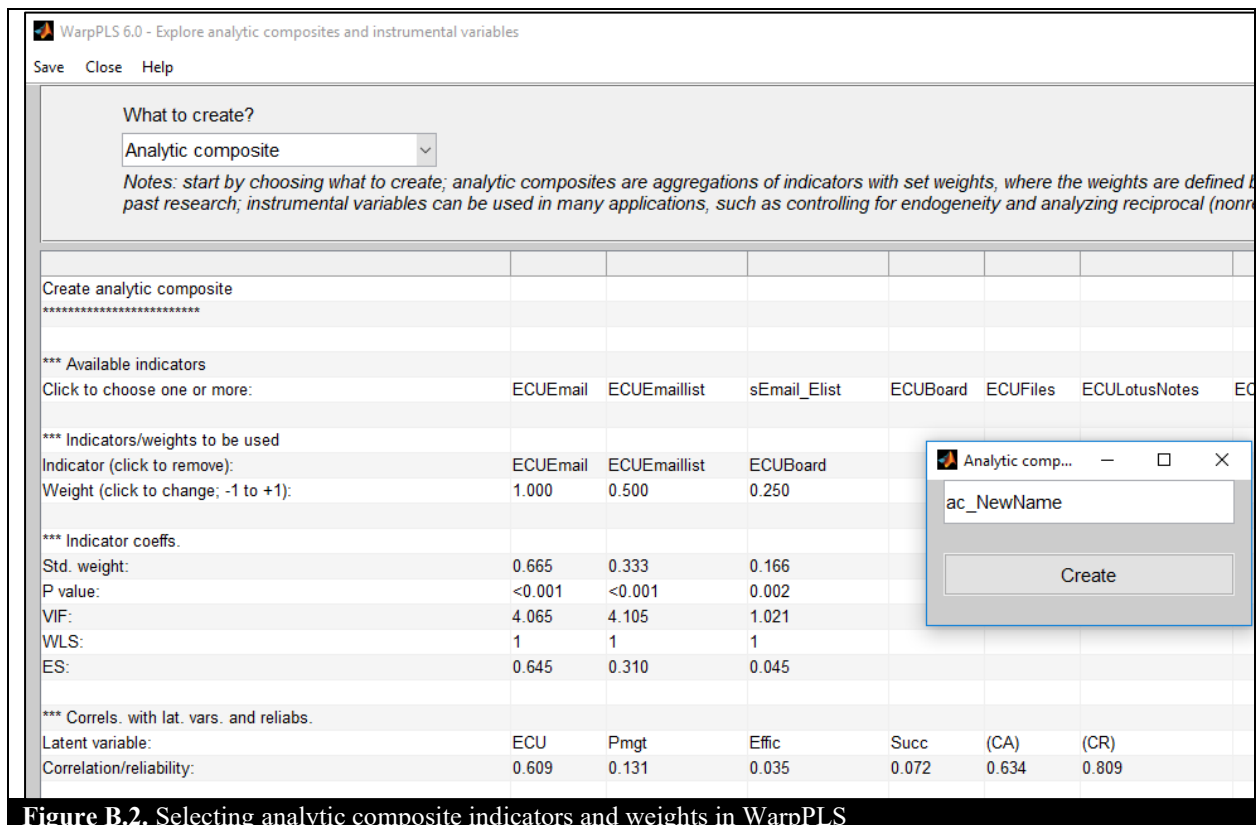 WarpPLS 6.0 - Explore analytic composites and instrumental variables
Save Close Help
What to create?
Analytic composite
Notes: start by choosing what to create; analytic composites are aggregations of indicators with set weights, where the weights are defined
past research; instrumental variables can be used in many applications, such as controlling for endogeneity and analyzing reciprocal
Create analytic composite
*************************
*** Available indicators
Click to choose one or more: ECUEmail ECUEmaillist sEmail_Elist ECUBoard ECUFiles ECULotusNotes
*** Indicators/weights to be used
Indicator (click to remove): ECUEmail ECUEmaillist ECUBoard
Weight (click to change; -1 to +1): 1.000 0.500 0.250
Analytic comp...
ac_NewName
Create
*** Indicator coeffs.
Std. weight: 0.665 0.333 0.166
P value: <0.001 <0.001 0.002
VIF: 4.065 4.105 1.021
WLS: 1 1 1
ES: 0.645 0.310 0.045
*** Correls. with lat. vars. and reliabs.
Latent variable: ECU Pmgt Effic Succ (CA) (CR)
Correlation/reliability: 0.609 0.131 0.035 0.072 0.634 0.809
Figure B.2. Selecting analytic composite indicators and weights in WarpPLS